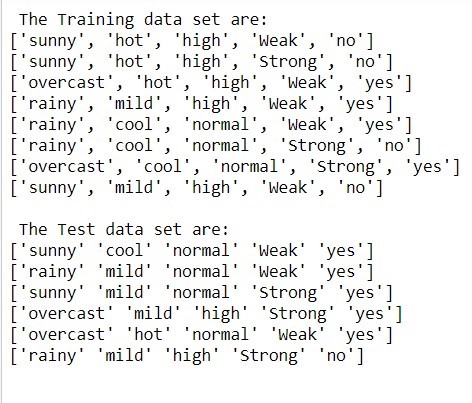 The Training data set are:
['sunny', 'hot', 'high', 'Weak', 'no']
['sunny', 'hot', 'high', 'Strong', 'no']
['overcast', 'hot', 'high', 'Weak', 'yes']
['rainy', 'mild', 'high', 'Weak', 'yes']
['rainy', 'cool', 'normal', 'Weak', 'yes']
['rainy', 'cool', 'normal', 'Strong', 'no']
['overcast', 'cool', 'normal', 'Strong', 'yes']
['sunny', 'mild', 'high', 'Weak', 'no']
The Test data set are:
['sunny' 'cool' 'normal' 'Weak' 'yes']
['rainy' 'mild' 'normal' 'Weak' 'yes']
['sunny' 'mild' 'normal' 'Strong' 'yes']
['overcast' 'mild' 'high' 'Strong' 'yes']
['overcast' 'hot' 'normal' 'Weak' 'yes']
['rainy' 'mild' 'high' 'Strong' 'no']